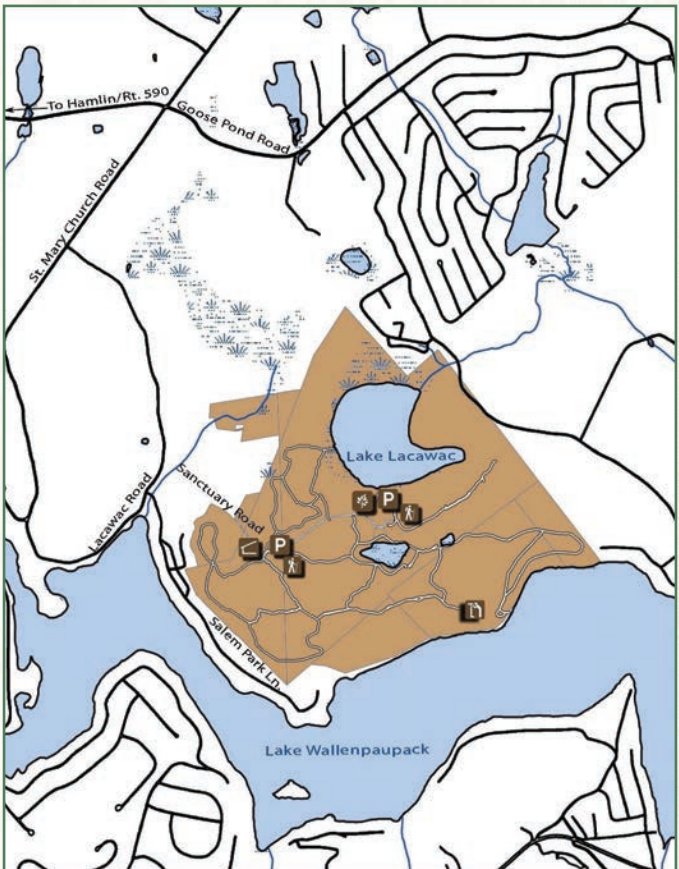 To Hamlin/Rt. 590
Goose Pond Road
St. Mary Church Road
Lake Lacawac
Sanctuary Road
P
Lacawac Road
P
Salem Park Ln.
Lake Wallenpaupack